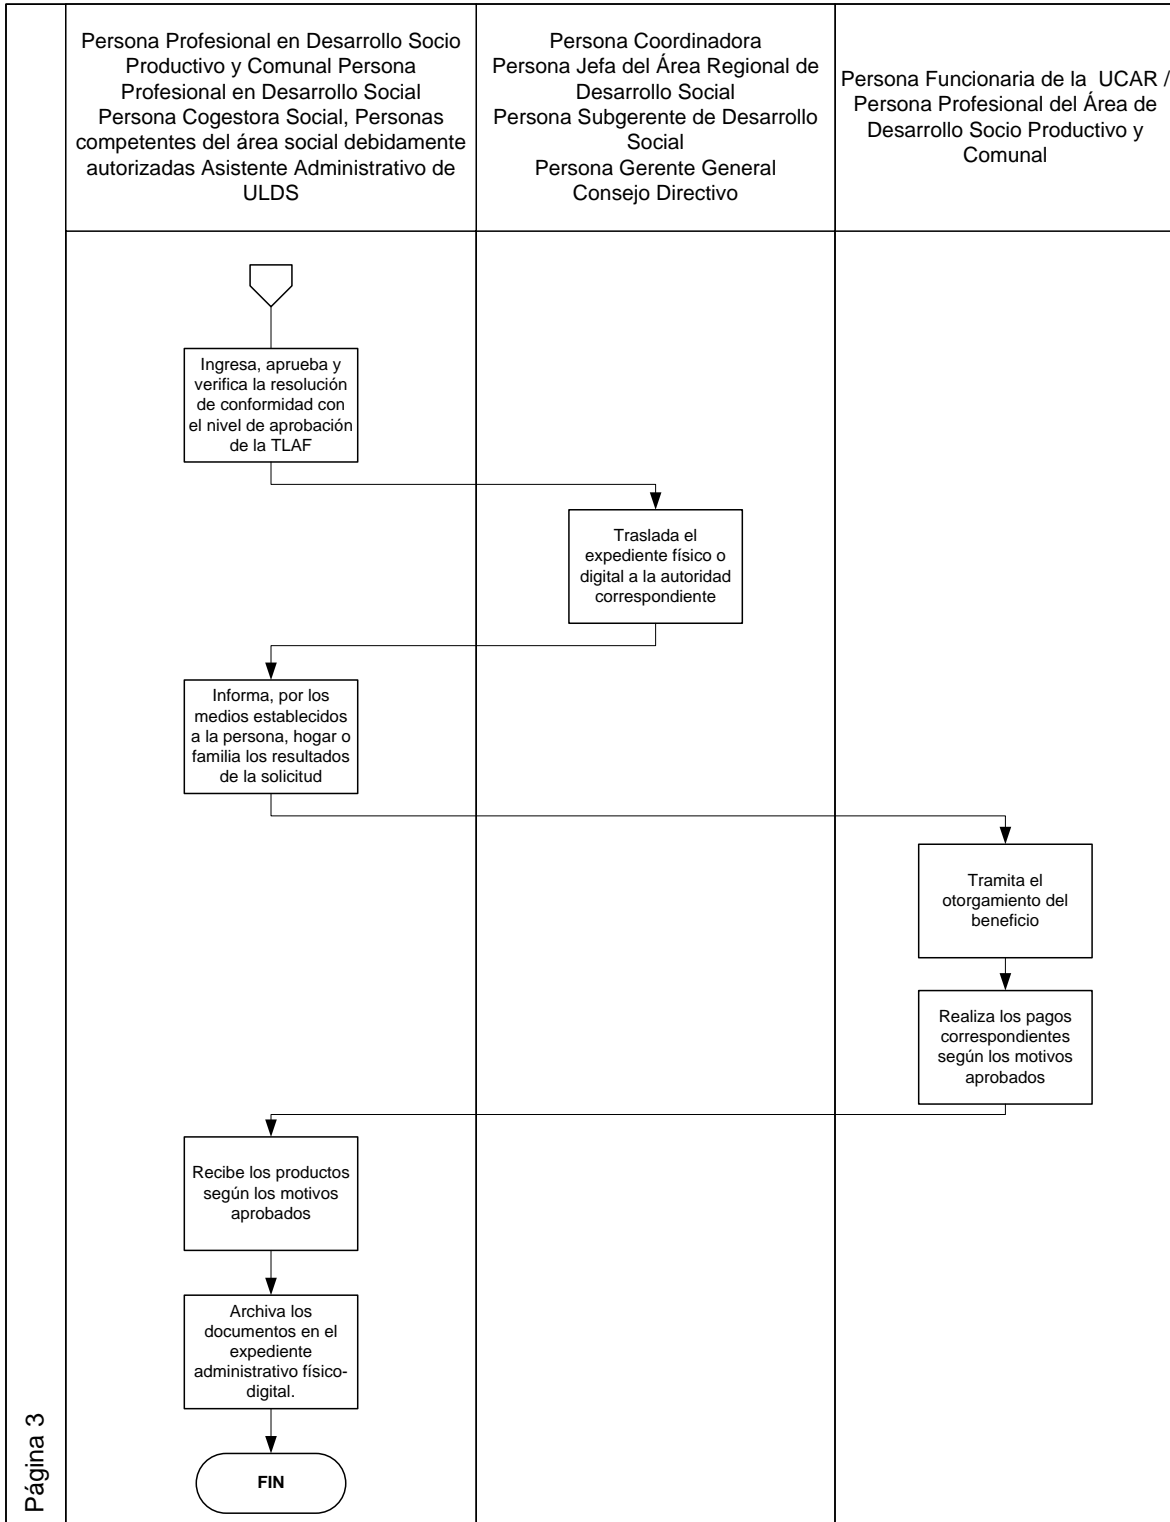 Persona Profesional en Desarrollo Socio
Productivo y Comunal Persona
Profesional en Desarrollo Social
Persona Cogestora Social, Personas
competentes del área social debidamente
autorizadas Asistente Administrativo de
ULDS
Persona Coordinadora
Persona Jefa del Área Regional de
Desarrollo Social
Persona Subgerente de Desarrollo
Social
Persona Gerente General
Consejo Directivo
Persona Funcionaria de la UCAR /
Persona Profesional del Área de
Desarrollo Socio Productivo y
Comunal
Ingresa, aprueba y
verifica la resolución
de conformidad con
el nivel de aprobación
de la TLAF
Traslada el
expediente físico o
digital a la autoridad
correspondiente
Informa, por los
medios establecidos
a la persona, hogar o
familia los resultados
de la solicitud
Tramita el
otorgamiento del
beneficio
Realiza los pagos
correspondientes
según los motivos
aprobados
Recibe los productos
según los motivos
aprobados
Archiva los
documentos en el
expediente
administrativo físico-
digital.
FIN
Página 3